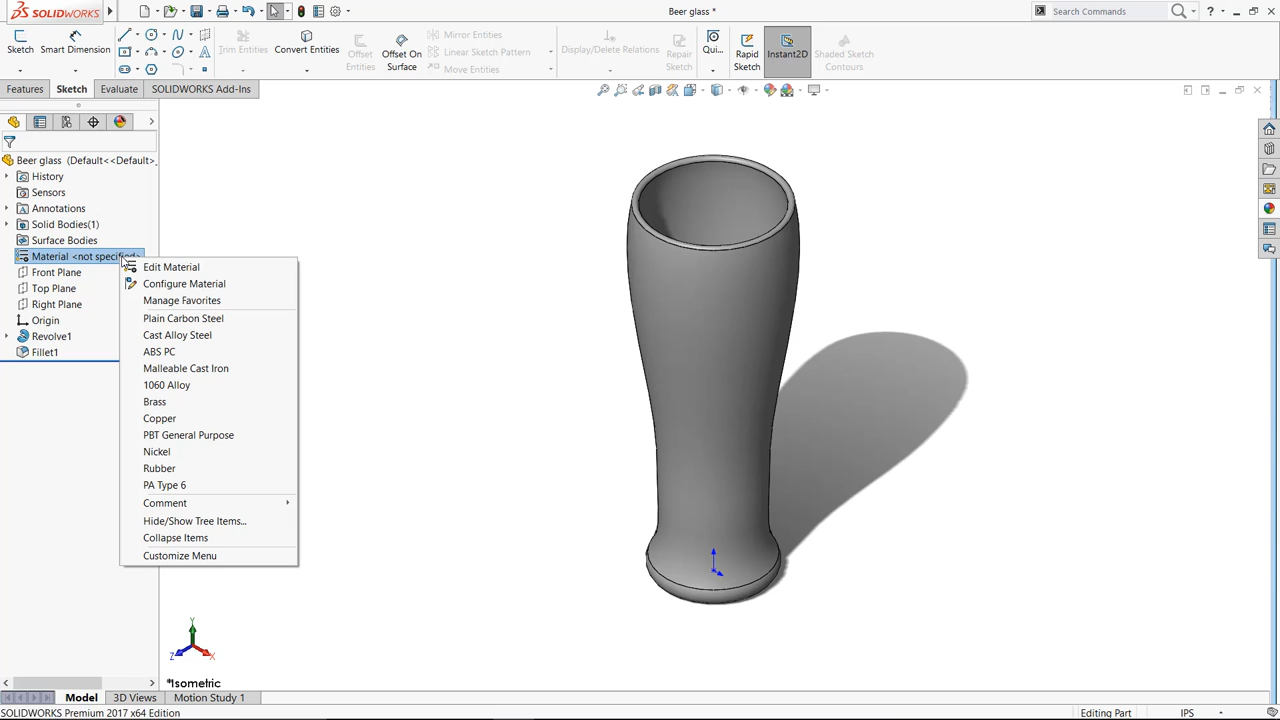 SOLIDWORKS
Beer glass *
Search Commands
Sketch
Smart Dimension
Trim Entities
Convert Entities
Offset Entities
Offset On Surface
Mirror Entities
Linear Sketch Pattern
Move Entities
Display/Delete Relations
Repair Sketch
Qui...
Rapid Sketch
Instant2D
Shaded Sketch Contours
Features
Sketch
Evaluate
SOLIDWORKS Add-Ins
Beer glass (Default<<Default>_
History
Sensors
Annotations
Solid Bodies(1)
Surface Bodies
Material <not specified>
Front Plane
Top Plane
Right Plane
Origin
Revolve1
Fillet1
Edit Material
Configure Material
Manage Favorites
Plain Carbon Steel
Cast Alloy Steel
ABS PC
Malleable Cast Iron
1060 Alloy
Brass
Copper
PBT General Purpose
Nickel
Rubber
PA Type 6
Comment
Hide/Show Tree Items...
Collapse Items
Customize Menu
Y
Z
X
*Isometric
Model
3D Views
Motion Study 1
SOLIDWORKS Premium 2017 x64 Edition
Editing Part
IPS